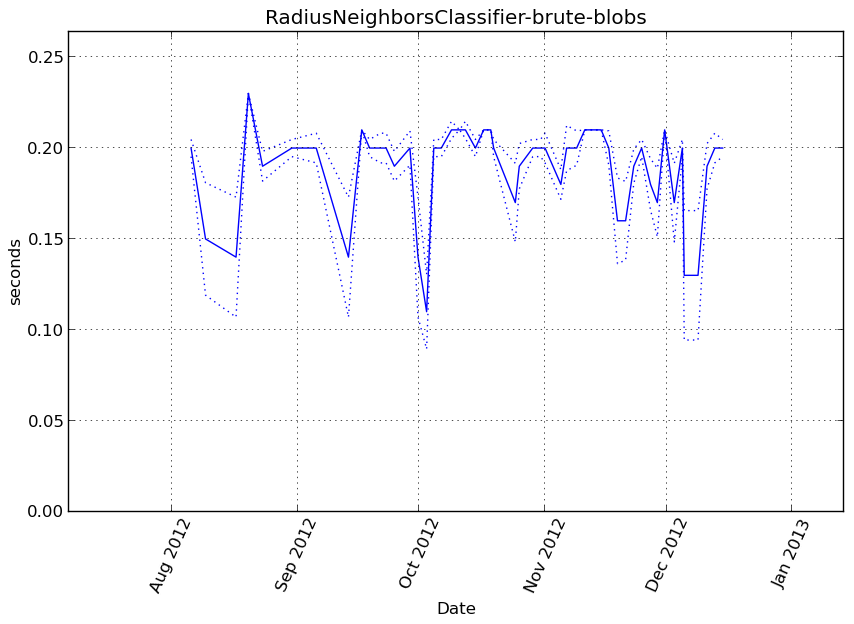 RadiusNeighborsClassifier-brute-blobs
0.25
0.20
0.15
0.10
0.05
0.00
seconds
Aug 2012
Sep 2012
Oct 2012
Nov 2012
Dec 2012
Jan 2013
Date